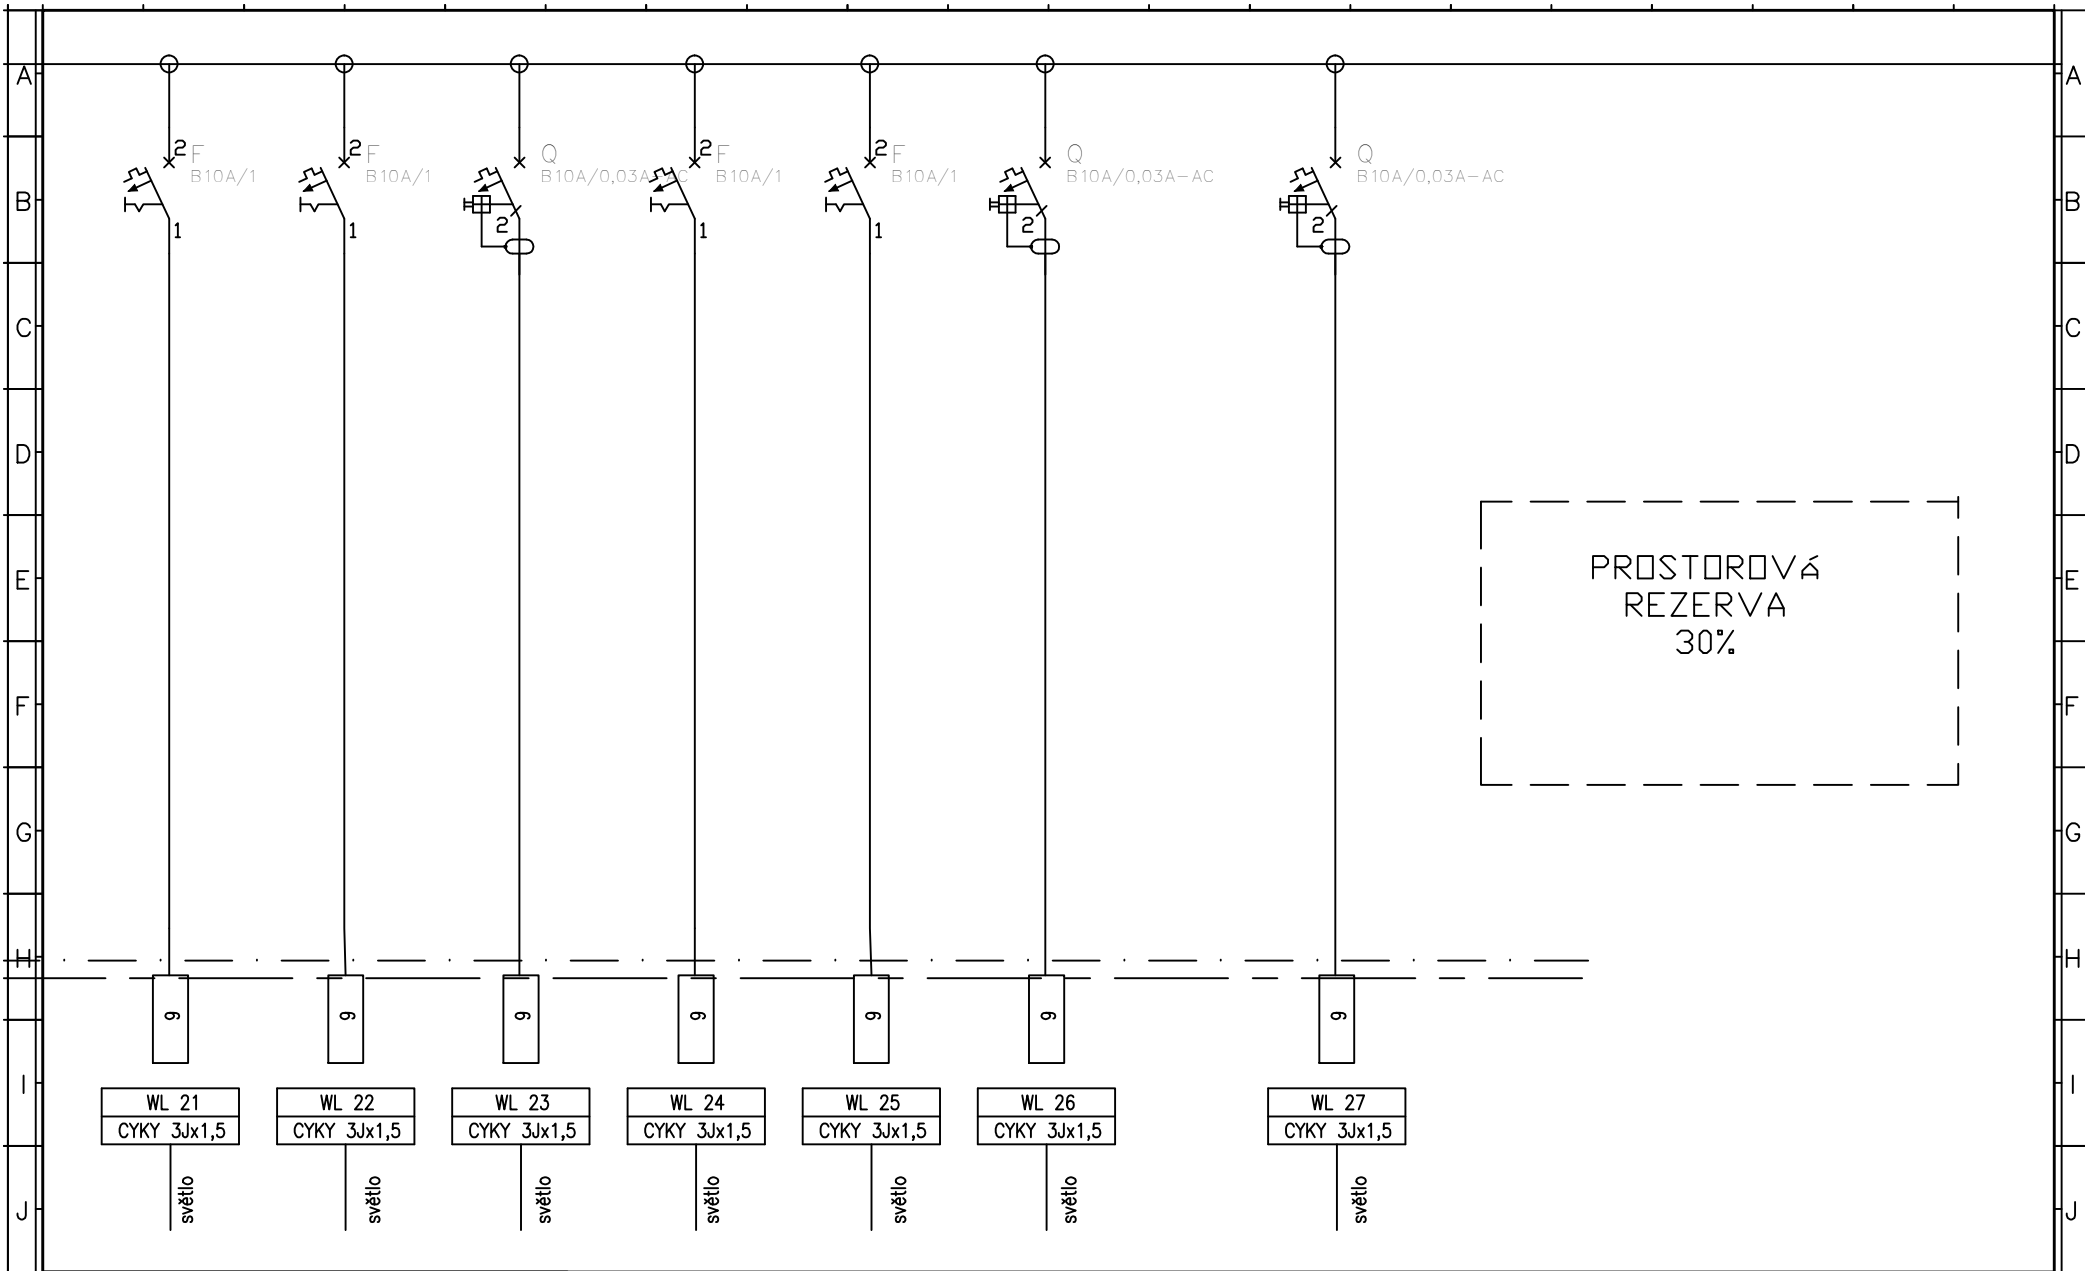 A
A
2
F
B10A/1
1
2
F
B10A/1
1
Q
B10A/0,03A-AC
2
2
F
B10A/1
1
2
F
B10A/1
1
Q
B10A/0,03A-AC
2
Q
B10A/0,03A-AC
2
B
B
C
C
D
D
PROSTOROVÁ
REZERVA
30%
E
E
F
F
G
G
H
H
9
9
9
9
9
9
9
I
I
WL 21
CYKY 3Jx1,5
WL 22
CYKY 3Jx1,5
WL 23
CYKY 3Jx1,5
WL 24
CYKY 3Jx1,5
WL 25
CYKY 3Jx1,5
WL 26
CYKY 3Jx1,5
WL 27
CYKY 3Jx1,5
světlo
světlo
světlo
světlo
světlo
světlo
světlo
J
J